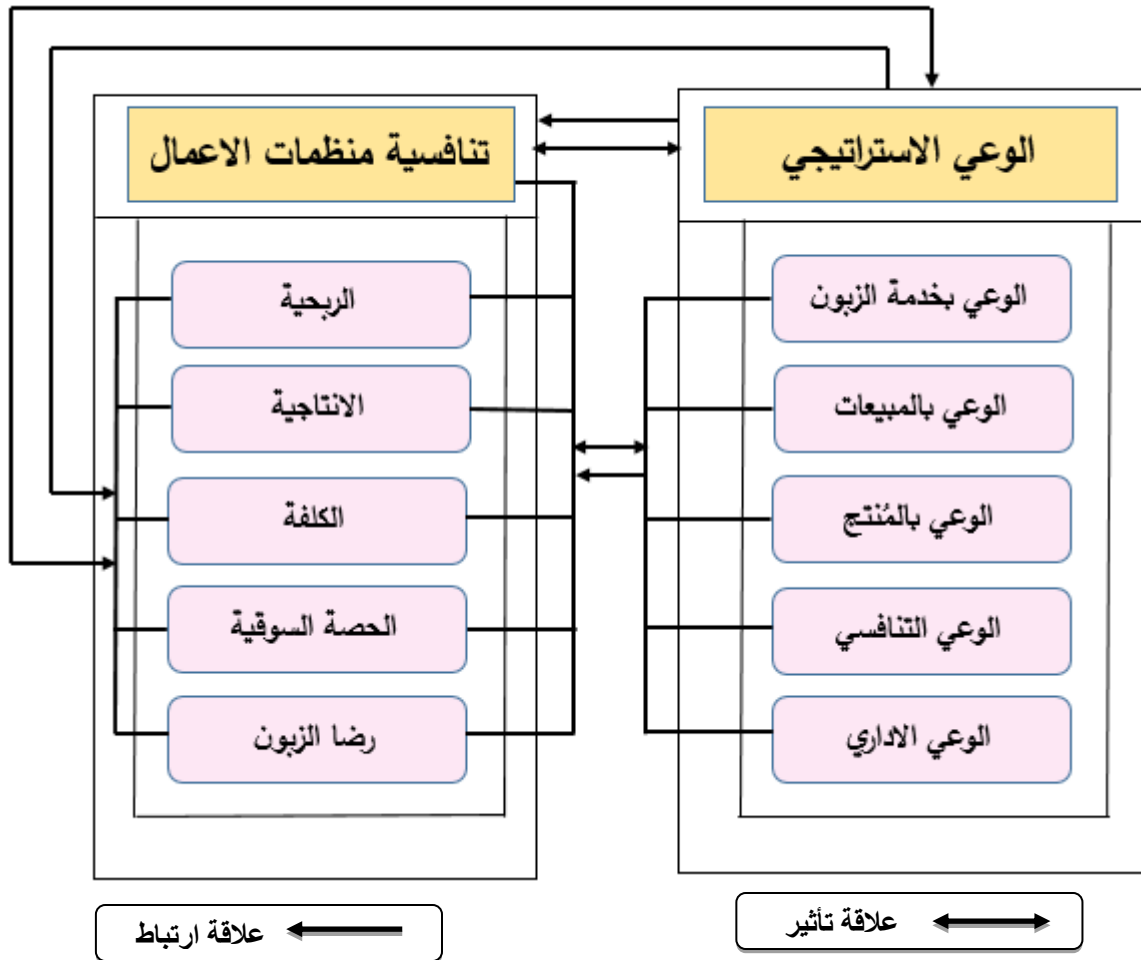 الوعي الاستراتيجي
تنافسية منظمات الاعمال
الوعي بخدمة الزبون
الوعي بالمبيعات
الوعي بالمُنتج
الوعي التنافسي
الوعي الاداري
الربحية
الانتاجية
الكلفة
الحصة السوقية
رضا الزبون
علاقة تأثير
علاقة ارتباط